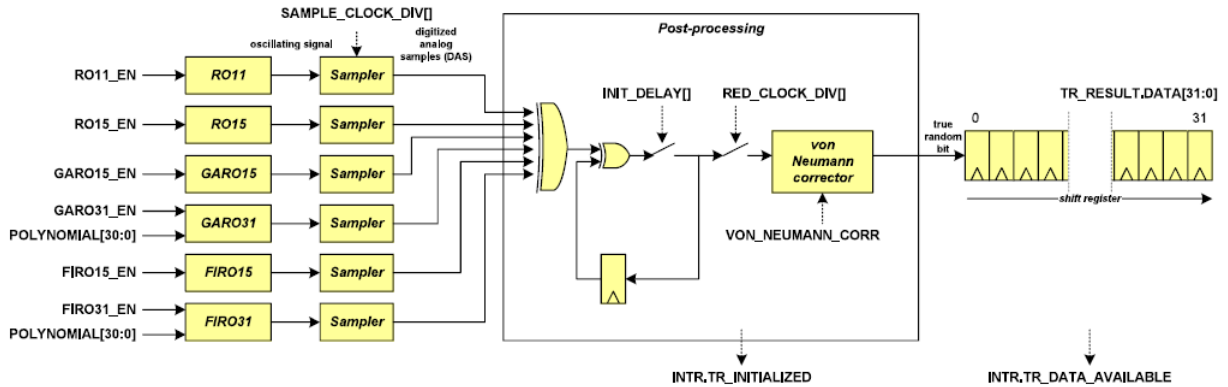 SAMPLE_CLOCK_DIV[]
oscillating signal
digitized
analog
samples (DAS)
Post-processing
RO11_EN
RO11
Sampler
RO15_EN
RO15
Sampler
GARO15_EN
GARO15
Sampler
GARO31_EN
POLYNOMIAL[30:0]
GARO31
Sampler
FIRO15_EN
FIRO15
Sampler
FIRO31_EN
POLYNOMIAL[30:0]
FIRO31
Sampler
INIT_DELAY[]
RED_CLOCK_DIV[]
von
Neumann
corrector
VON_NEUMANN_CORR
true
random
bit
TR_RESULT.DATA[31:0]
0
31
shift register
INTR.TR_INITIALIZED
INTR.TR_DATA_AVAILABLE